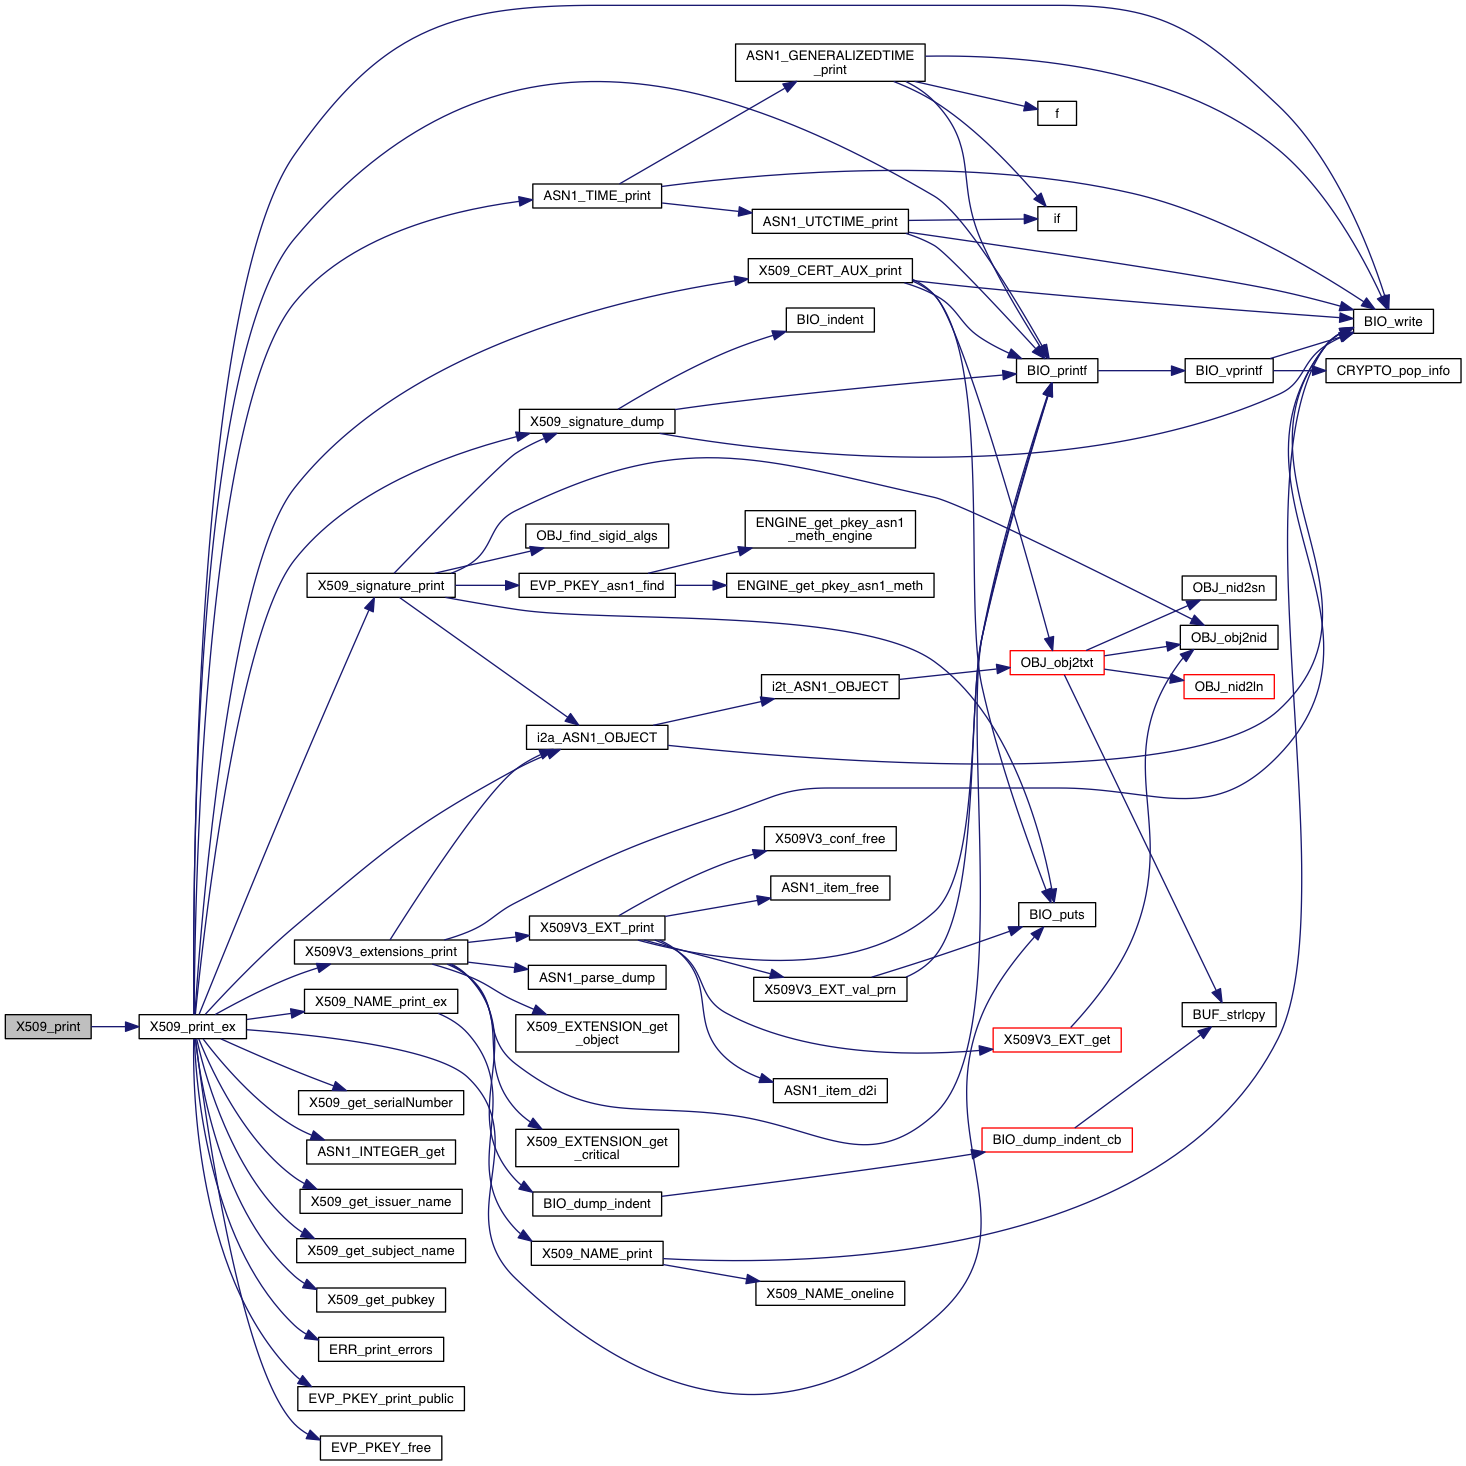 ASN1_GENERALIZEDTIME
_print
f
ASN1_TIME_print
ASN1_UTCTIME_print
if
X509_CERT_AUX_print
BIO_indent
BIO_write
BIO_printf
BIO_vprintf
CRYPTO_pop_info
X509_signature_dump
OBJ_find_sigid_algs
ENGINE_get_pkey_asn1
_meth_engine
X509_signature_print
EVP_PKEY_asn1_find
ENGINE_get_pkey_asn1_meth
OBJ_nid2sn
OBJ_obj2nid
OBJ_obj2txt
i2t_ASN1_OBJECT
OBJ_nid2ln
i2a_ASN1_OBJECT
X509V3_conf_free
ASN1_item_free
BIO_puts
X509V3_EXT_print
X509V3_extensions_print
ASN1_parse_dump
X509V3_EXT_val_prn
X509_NAME_print_ex
BUF_strlcpy
X509_print
X509_print_ex
X509_EXTENSION_get
_object
X509V3_EXT_get
ASN1_item_d2i
X509_get_serialNumber
BIO_dump_indent_cb
ASN1_INTEGER_get
X509_EXTENSION_get
_critical
X509_get_issuer_name
BIO_dump_indent
X509_get_subject_name
X509_NAME_print
X509_NAME_oneline
X509_get_pubkey
ERR_print_errors
EVP_PKEY_print_public
EVP_PKEY_free